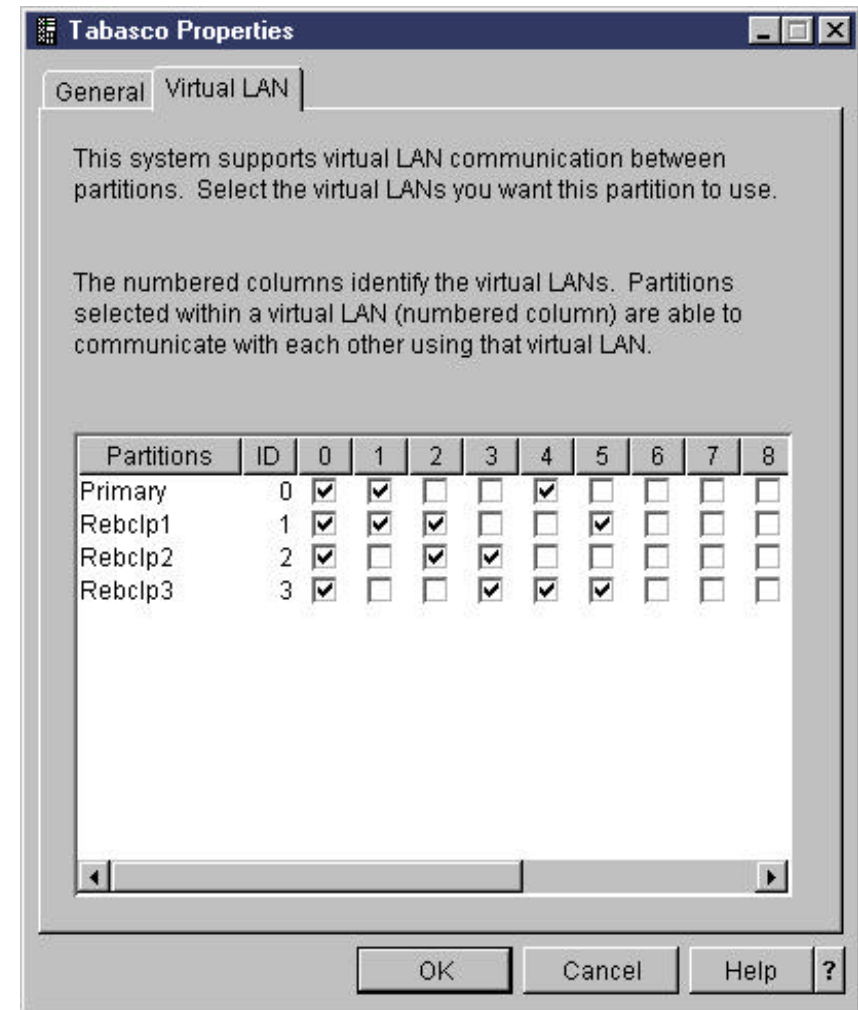 Tabasco Properties
General Virtual LAN
This system supports virtual LAN communication between
partitions. Select the virtual LANs you want this partition to use.
The numbered columns identify the virtual LANs. Partitions
selected within a virtual LAN (numbered column) are able to
communicate with each other using that virtual LAN.
Partitions ID 0 1 2 3 4 5 6 7 8
Primary 0
Rebclp1 1
Rebclp2 2
Rebclp3 3
OK Cancel Help ?